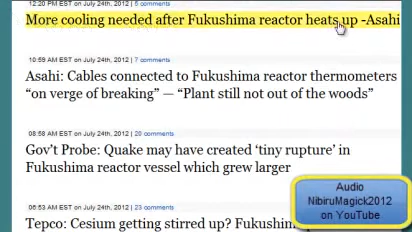 12:20 PM EST on July 24th, 2012 | 5 comments
More cooling needed after Fukushima reactor heats up -Asahi
10:59 AM EST on July 24th, 2012 | 7 comments
Asahi: Cables connected to Fukushima reactor thermometers
“on verge of breaking” — “Plant still not out of the woods”
08:58 AM EST on July 24th, 2012 | 20 comments
Gov’t Probe: Quake may have created ‘tiny rupture’ in
Fukushima reactor vessel which grew larger
06:53 AM EST on July 24th, 2012 | 23 comments
Tepco: Cesium getting stirred up?
Audio
NibiruMagick2012
on YouTube